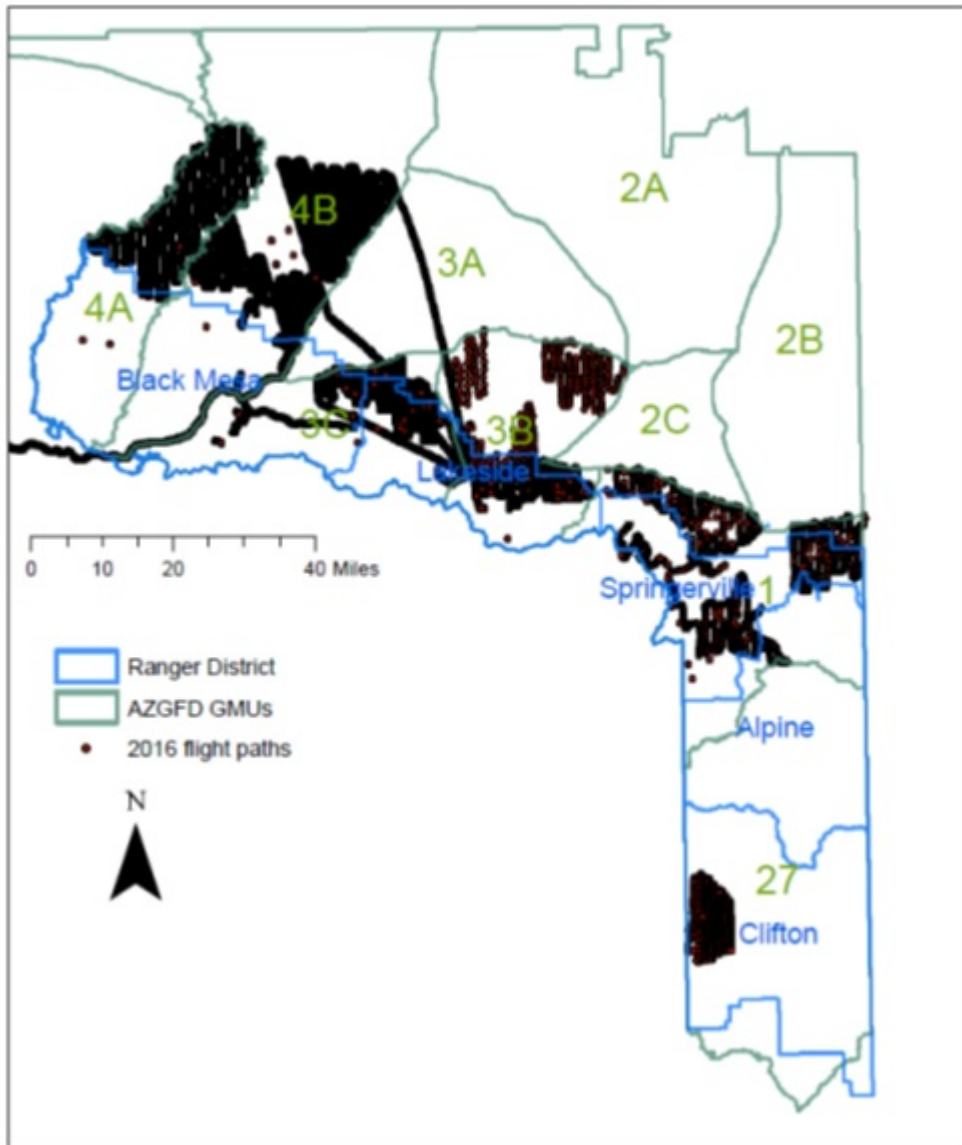 2A
4B
3A
4A
2B
Black Mesa
3C
3B
2C
Lakeside
0 10 20 40 Miles
Springerville
1
Ranger District
AZGFD GMUs
2016 flight paths
Alpine
N
27
Clifton